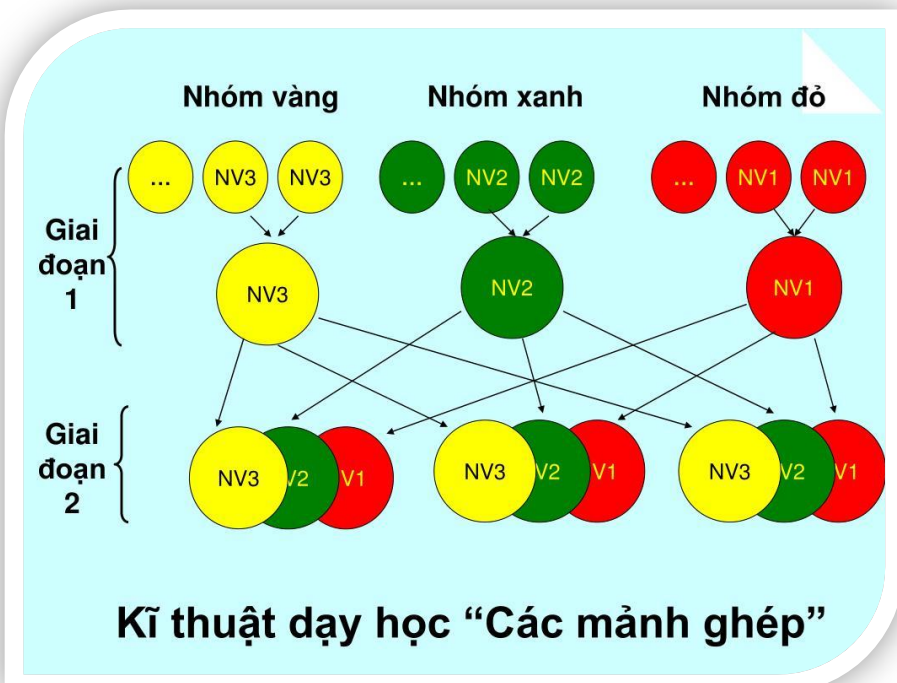 Nhóm vàng Nhóm xanh Nhóm đỏ
... NV3 NV3 ... NV2 NV2 ... NV1 NV1
Giai
đoạn
1
NV3 NV2 NV1
Giai
đoạn
2
NV3 V2 V1 NV3 V2 V1 NV3 V2 V1
Kĩ thuật dạy học “Các mảnh ghép”